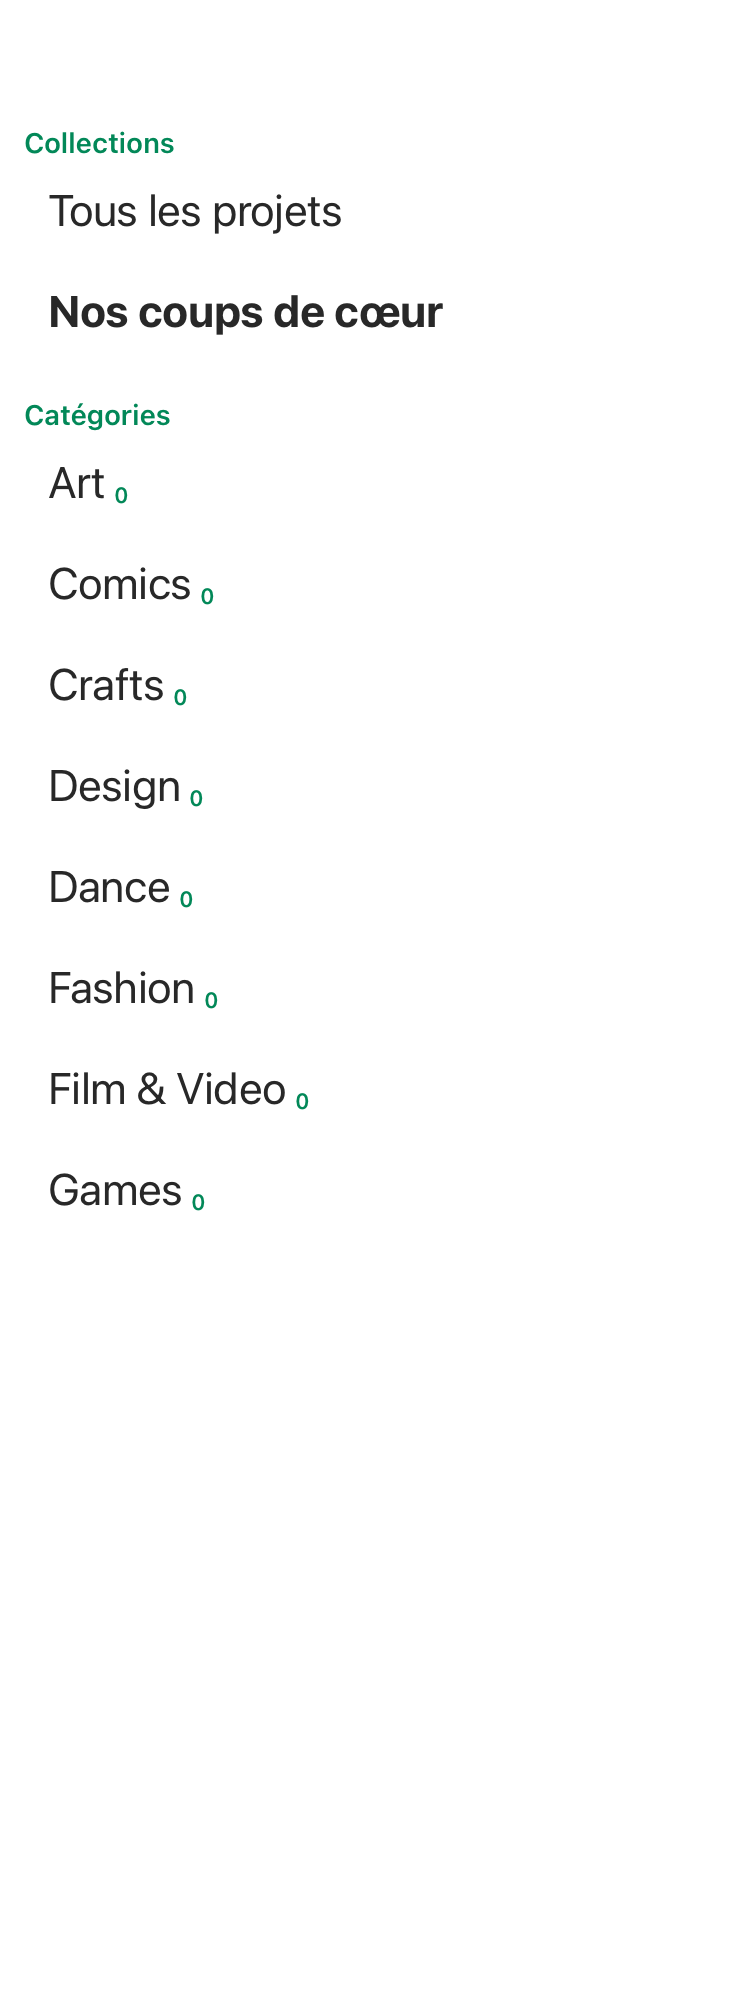 Collections
Tous les projets
Nos coups de cœur
Catégories
Art 0
Comics 0
Crafts 0
Design 0
Dance 0
Fashion 0
Film & Video 0
Games 0